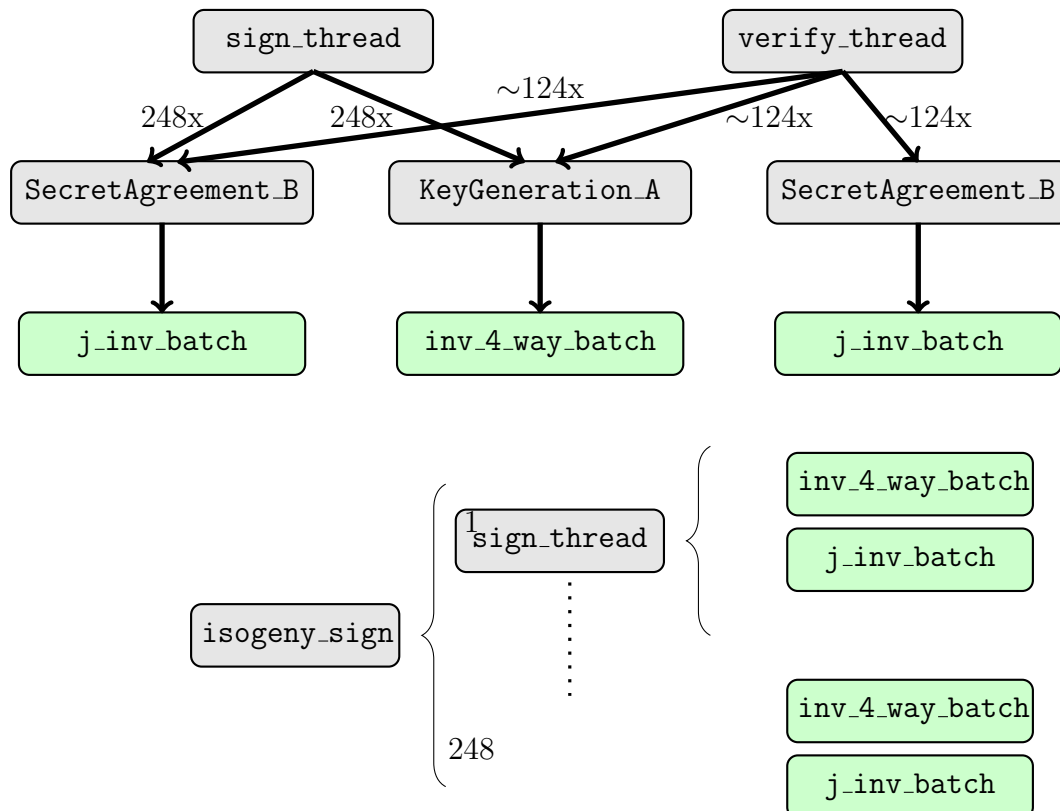 sign_thread
verify_thread
248x
248x
~124x
~124x
~124x
SecretAgreement_B
KeyGeneration_A
SecretAgreement_B
j_inv_batch
inv_4_way_batch
j_inv_batch
inv_4_way_batch
1
sign_thread
j_inv_batch
isogeny_sign
inv_4_way_batch
248
j_inv_batch